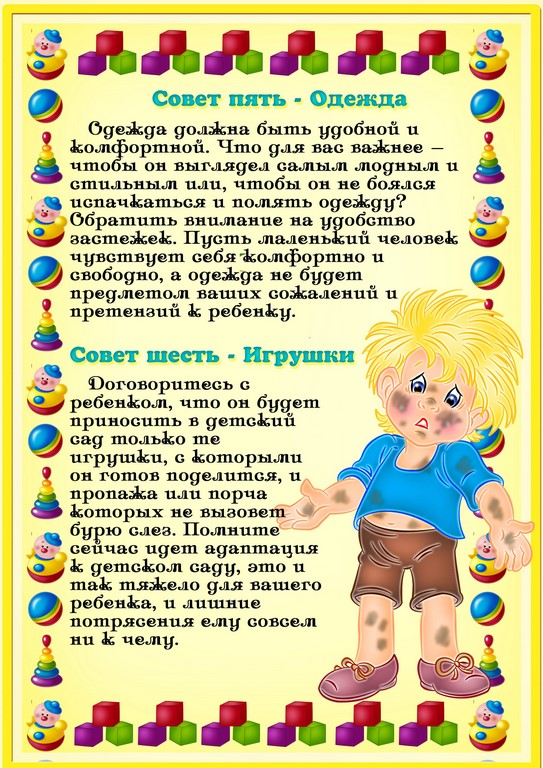 Совет пять - Одежда
Одежда должна быть удобной и
комфортной. Что для вас важнее –
чтобы он выглядел самым модным и
стильным или, чтобы он не боялся
испачкаться и помять одежду?
Обратить внимание на удобство
застежек. Пусть маленький человек
чувствует себя комфортно и
свободно, а одежда не будет
предметом ваших сожалений и
претензий к ребенку.
Совет шесть - Игрушки
Договоритесь с
ребенком, что он будет
приносить в детский
сад только те
игрушки, с которыми
он готов поделится, и
пропажа или порча
которых не вызовет
бурю слез. Помните
сейчас идет адаптация
к детском саду, это и
так тяжело для вашего
ребенка, и лишние
потрясения ему совсем
ни к чему.